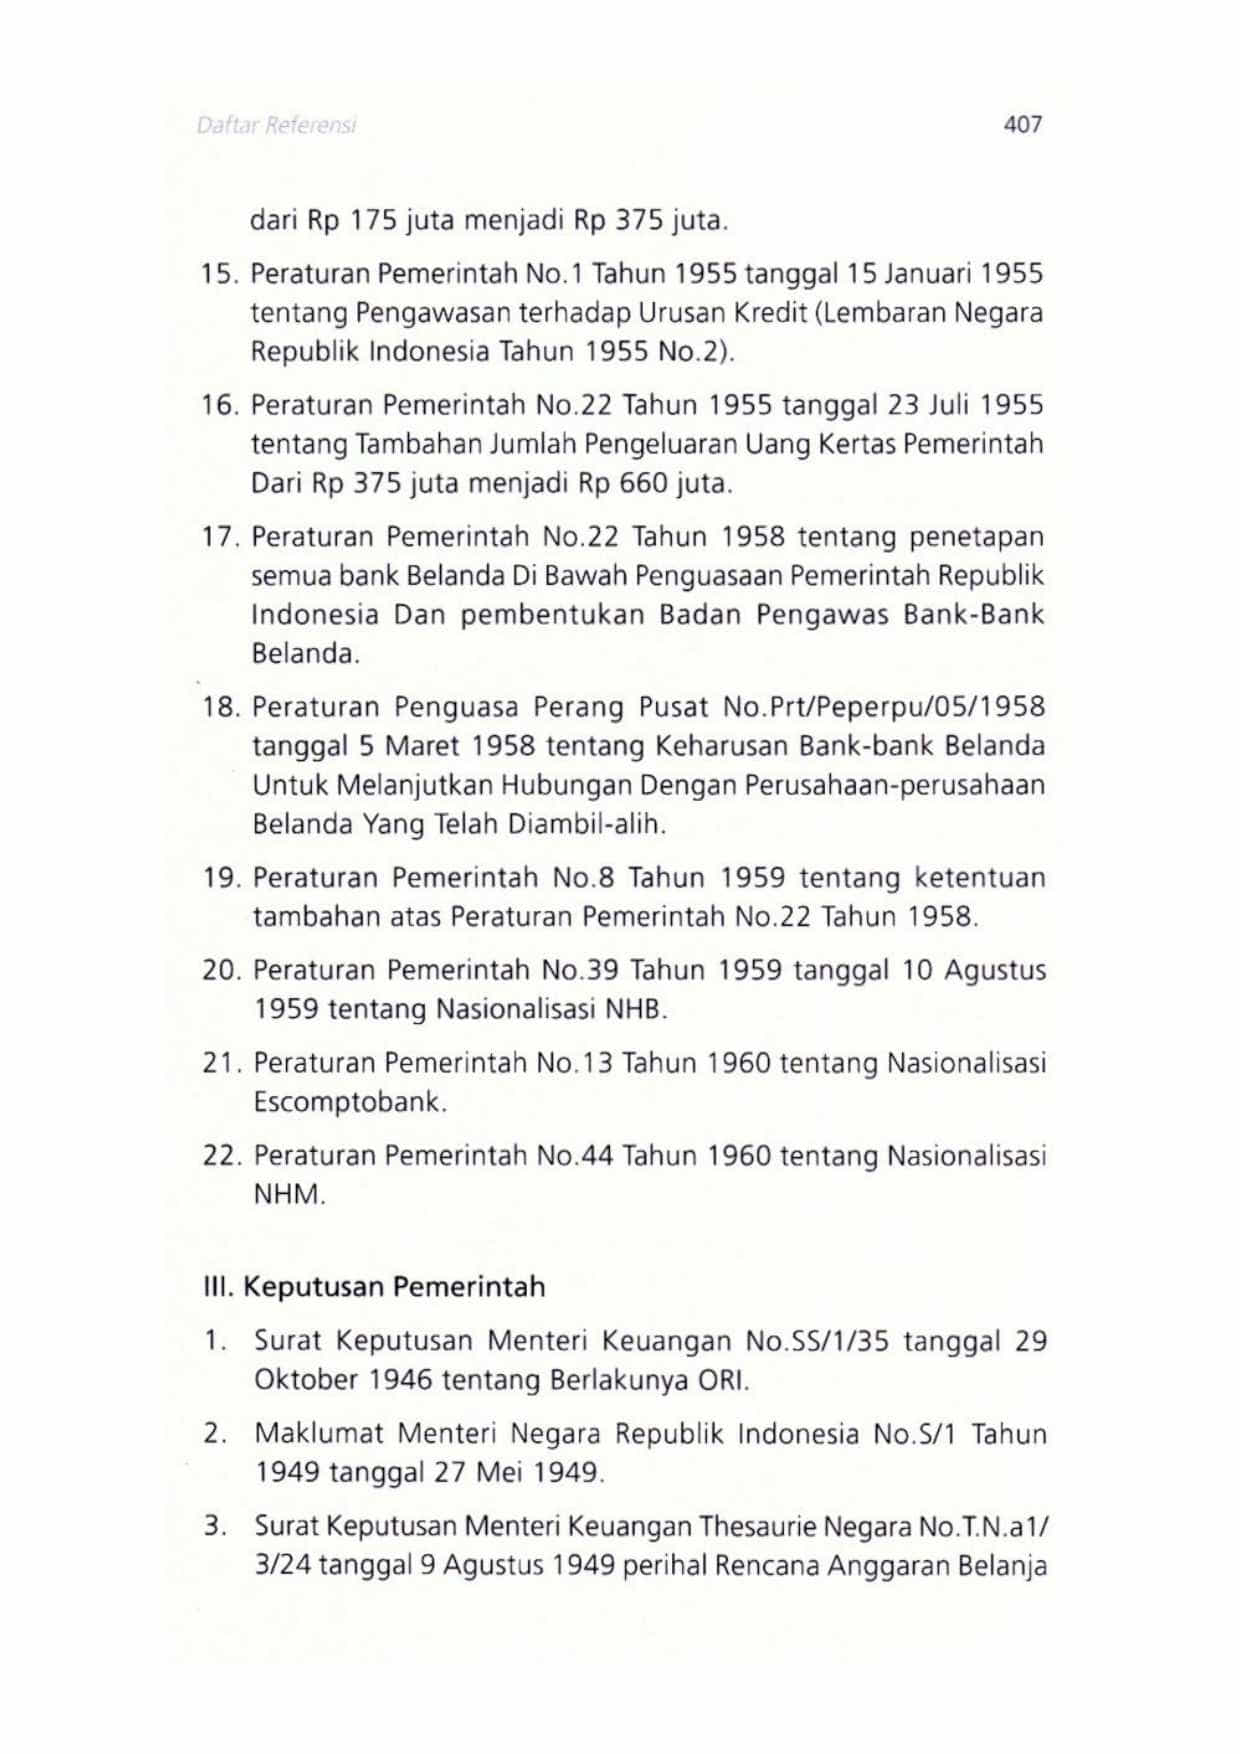 Daftar Referensi 407
dari Rp 175 juta menjadi Rp 375 juta.
15. Peraturan Pemerintah No.1 Tahun 1955 tanggal 15 Januari 1955
tentang Pengawasan terhadap Urusan Kredit (Lembaran Negara
Republik Indonesia Tahun 1955 No.2).
16. Peraturan Pemerintah No.22 Tahun 1955 tanggal 23 Juli 1955
tentang Tambahan Jumlah Pengeluaran Uang Kertas Pemerintah
Dari Rp 375 juta menjadi Rp 660 juta.
17. Peraturan Pemerintah No.22 Tahun 1958 tentang penetapan
semua bank Belanda Di Bawah Penguasaan Pemerintah Republik
Indonesia Dan pembentukan Badan Pengawas Bank-Bank
Belanda.
18. Peraturan Penguasa Perang Pusat No.Prt/Peperpu/05/1958
tanggal 5 Maret 1958 tentang Keharusan Bank-bank Belanda
Untuk Melanjutkan Hubungan Dengan Perusahaan-perusahaan
Belanda Yang Telah Diambil-alih.
19. Peraturan Pemerintah No.8 Tahun 1959 tentang ketentuan
tambahan atas Peraturan Pemerintah No.22 Tahun 1958.
20. Peraturan Pemerintah No.39 Tahun 1959 tanggal 10 Agustus
1959 tentang Nasionalisasi NHB.
21. Peraturan Pemerintah No.13 Tahun 1960 tentang Nasionalisasi
Escomptobank.
22. Peraturan Pemerintah No.44 Tahun 1960 tentang Nasionalisasi
NHM.
III. Keputusan Pemerintah
1. Surat Keputusan Menteri Keuangan No.SS/1/35 tanggal 29
Oktober 1946 tentang Berlakunya ORI.
2. Maklumat Menteri Negara Republik Indonesia No.S/1 Tahun
1949 tanggal 27 Mei 1949.
3. Surat Keputusan Menteri Keuangan Thesaurie Negara No.T.N.a1/
3/24 tanggal 9 Agustus 1949 perihal Rencana Anggaran Belanja